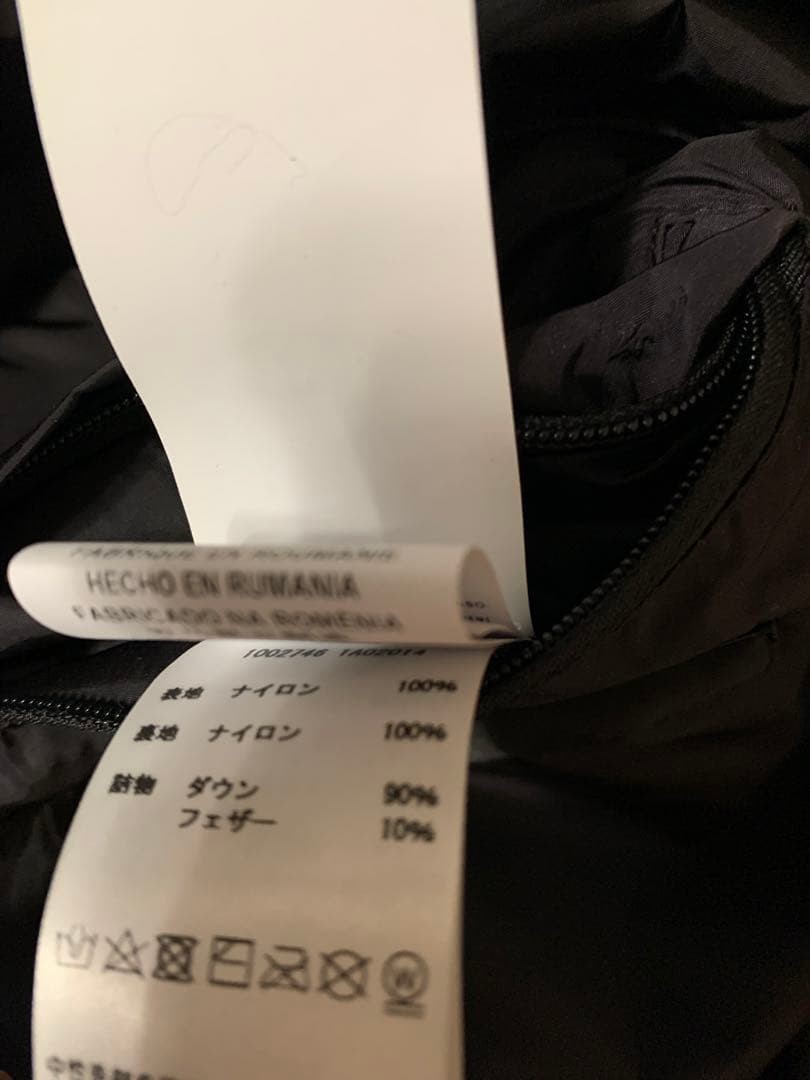 HECHO EN RUMANIA
FABRICADO NA ROMENIA
1002746 1A02014
表地 ナイロン 100%
裏地 ナイロン 100%
詰物 ダウン 90%
フェザー 10%
W